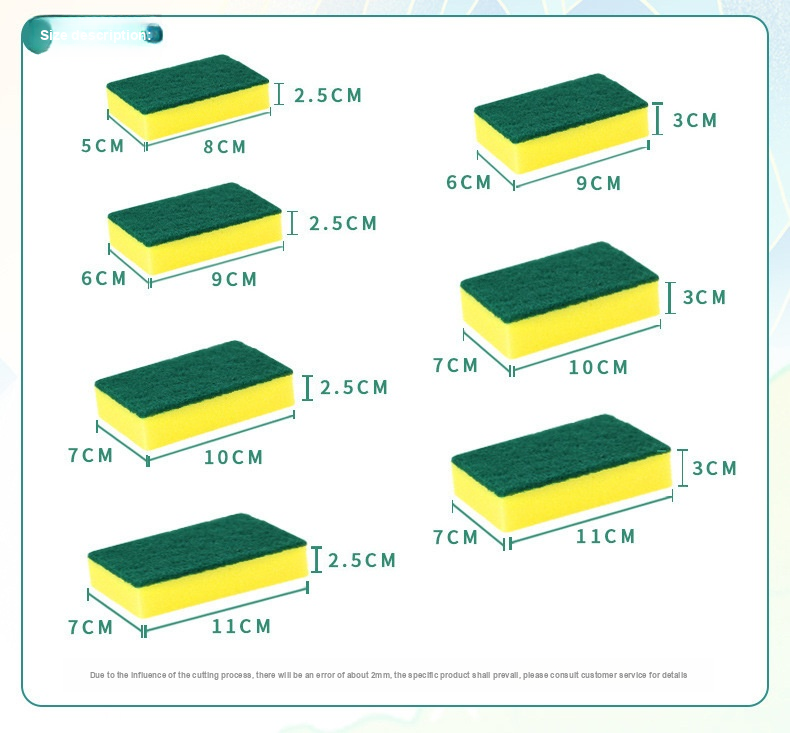 Size description:
2.5CM
5CM
8CM
3CM
6CM
9CM
2.5CM
6CM
9CM
3CM
7CM
10CM
2.5CM
7CM
10CM
3CM
7CM
11CM
2.5CM
7CM
11CM
Due to the influence of the cutting process, there will be an error of about 2mm, the specific product shall prevail, please consult customer service for details